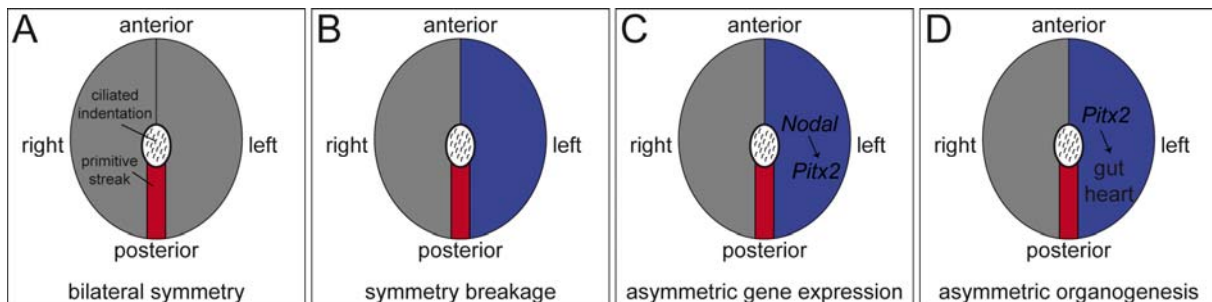 A
anterior
ciliated
indentation
right
primitive
streak
posterior
bilateral symmetry
B
anterior
right
left
posterior
symmetry breakage
C
anterior
right
Nodal
left
Pitx2
posterior
asymmetric gene expression
D
anterior
Pitx2
right
left
gut
heart
posterior
asymmetric organogenesis